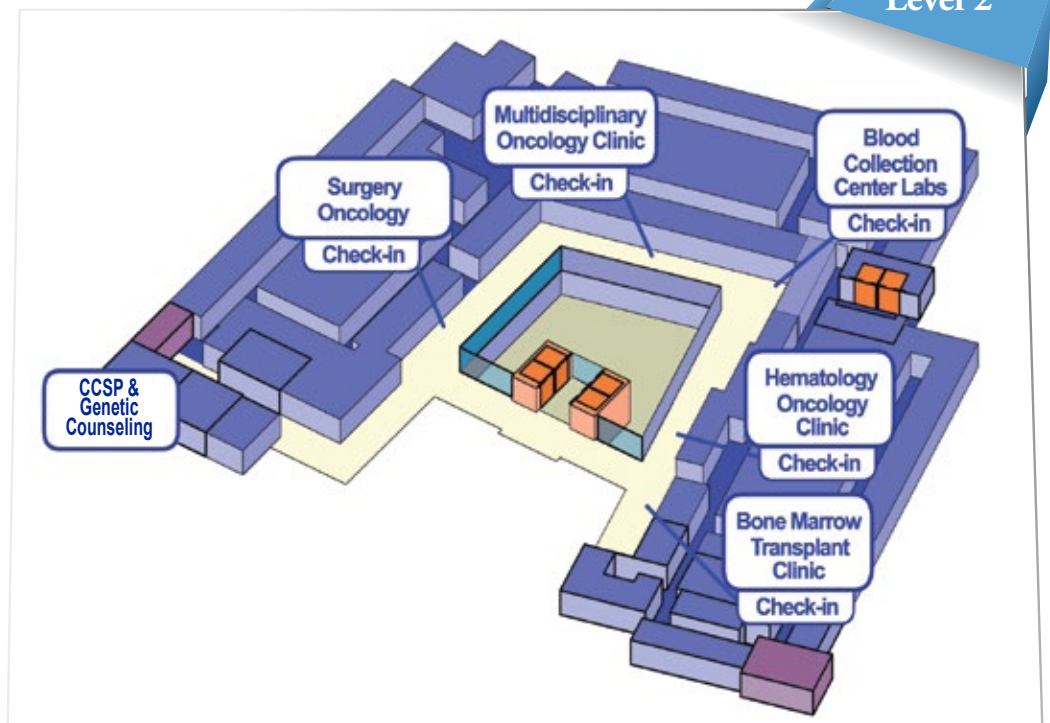 Level 2
Multidisciplinary
Oncology Clinic
Check-in
Blood
Collection
Center Labs
Check-in
Surgery
Oncology
Check-in
CCSP &
Genetic
Counseling
Hematology
Oncology
Clinic
Check-in
Bone Marrow
Transplant
Clinic
Check-in